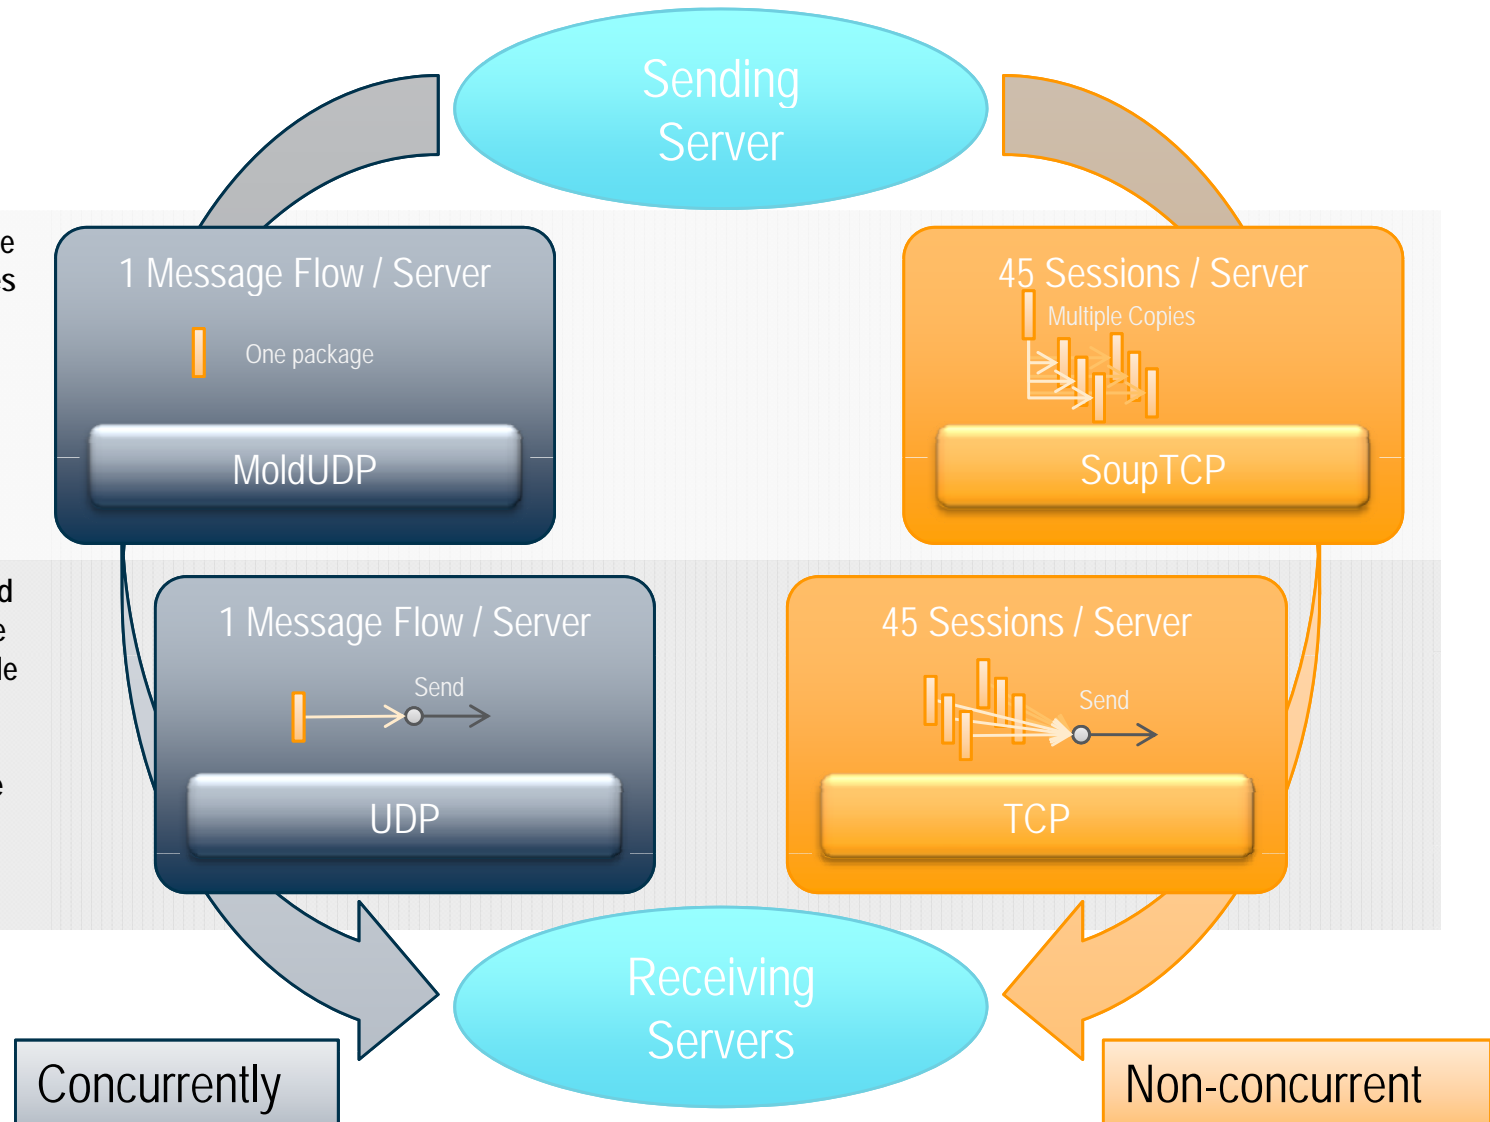 Sending
Server
1 Message Flow / Server
One package
MoldUDP
45 Sessions / Server
Multiple Copies
SoupTCP
1 Message Flow / Server
Send
UDP
45 Sessions / Server
Send
TCP
Receiving
Servers
Concurrently
Non-concurrent